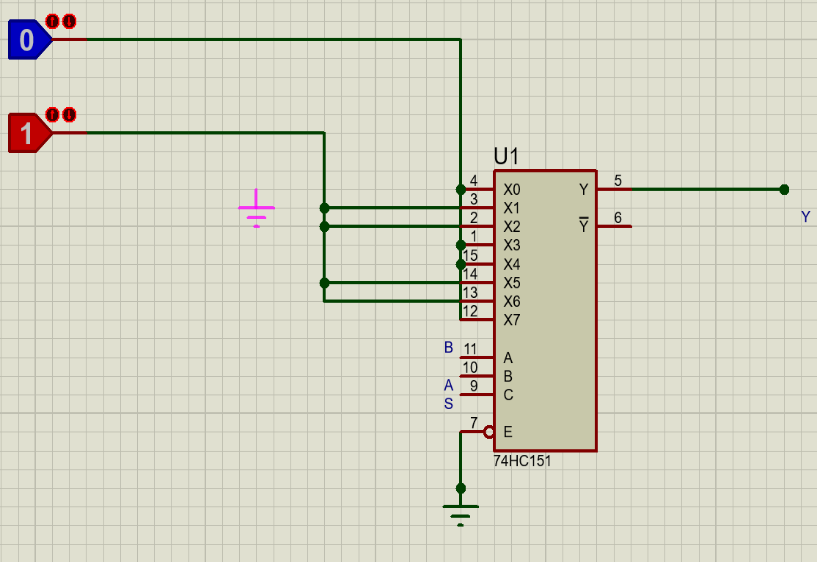 0
1
U1
4 X0 Y 5
3 X1
2 X2 Y 6
1 X3
15 X4
14 X5
13 X6
12 X7
Y
B 11 A
10 B
A 9 C
S
7 E
74HC151